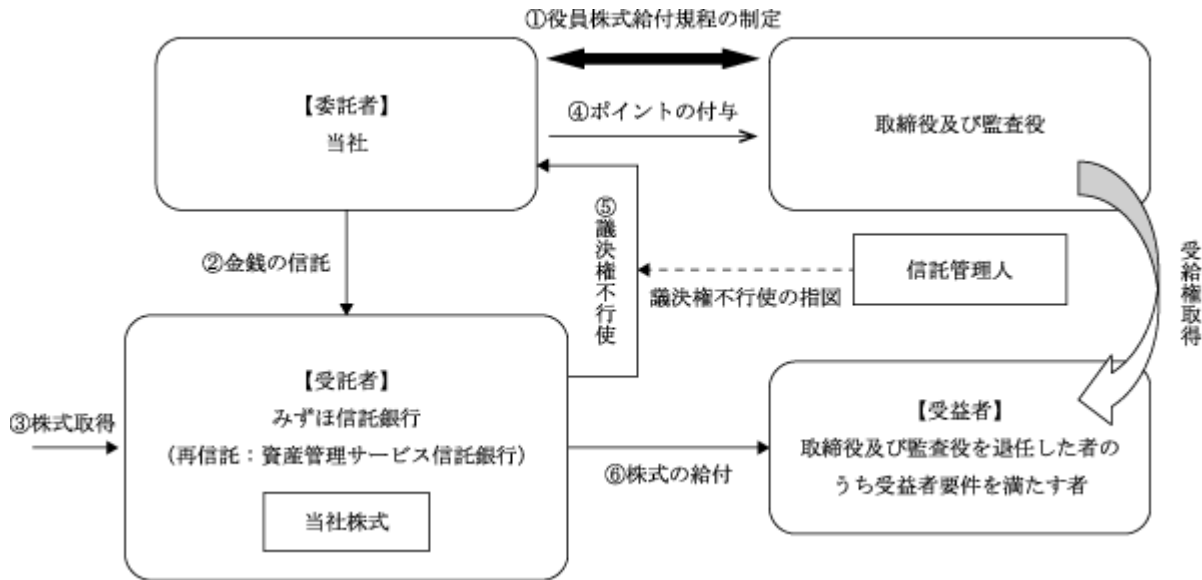 ①役員株式給付規程の制定
【委託者】
当社
④ポイントの付与
取締役及び監査役
②金銭の信託
⑤議決権不行使
信託管理人
議決権不行使の指図
受給権取得
③株式取得
【受託者】
みずほ信託銀行
(再信託:資産管理サービス信託銀行)
当社株式
⑥株式の給付
【受益者】
取締役及び監査役を退任した者の
うち受益者要件を満たす者